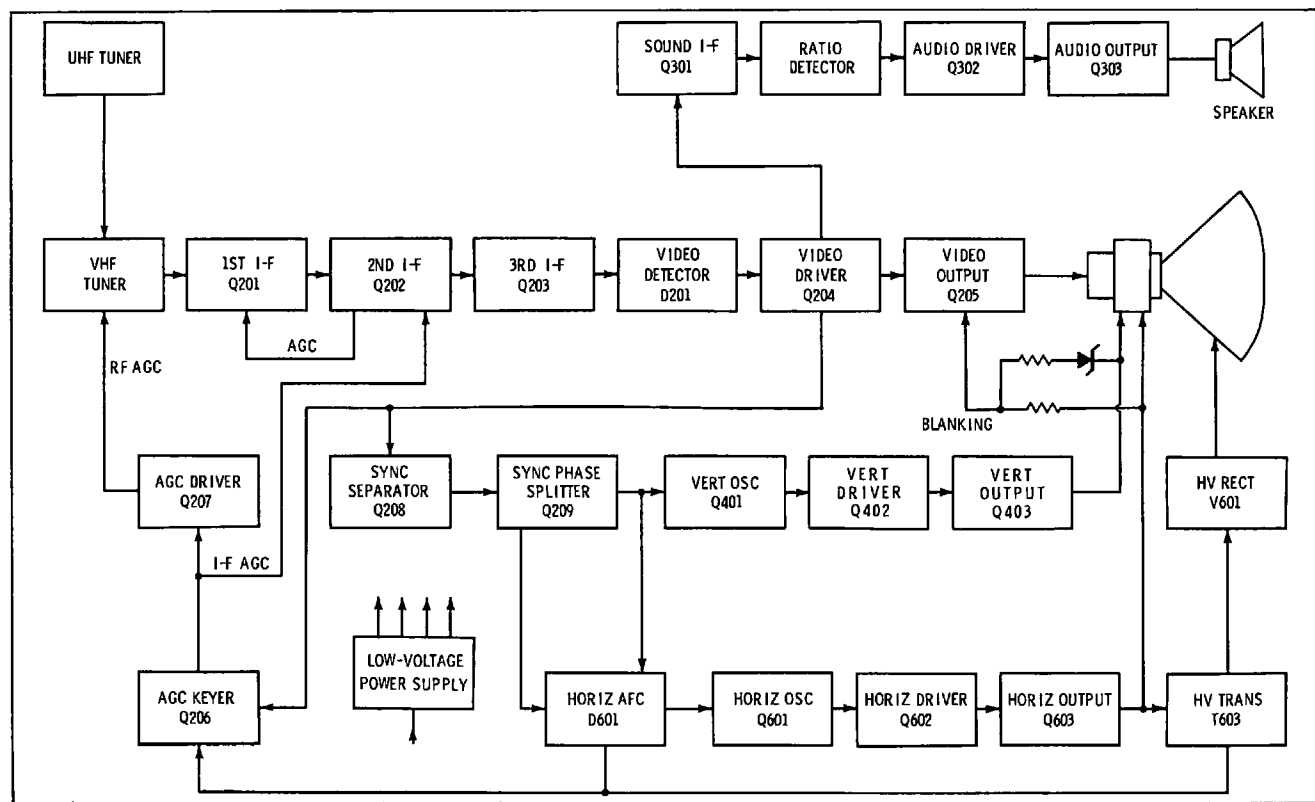 UHF TUNER
SOUND I-F
Q301
RATIO
DETECTOR
AUDIO DRIVER
Q302
AUDIO OUTPUT
Q303
SPEAKER
VHF
TUNER
1ST I-F
Q201
2ND I-F
Q202
3RD I-F
Q203
VIDEO
DETECTOR
D201
VIDEO
DRIVER
Q204
VIDEO
OUTPUT
Q205
AGC
RF AGC
BLANKING
AGC DRIVER
Q207
SYNC
SEPARATOR
Q208
SYNC PHASE
SPLITTER
Q209
VERT OSC
Q401
VERT
DRIVER
Q402
VERT
OUTPUT
Q403
HV RECT
V601
I-F AGC
LOW-VOLTAGE
POWER SUPPLY
AGC KEYER
Q206
HORIZ AFC
D601
HORIZ OSC
Q601
HORIZ DRIVER
Q602
HORIZ OUTPUT
Q603
HV TRANS
T603